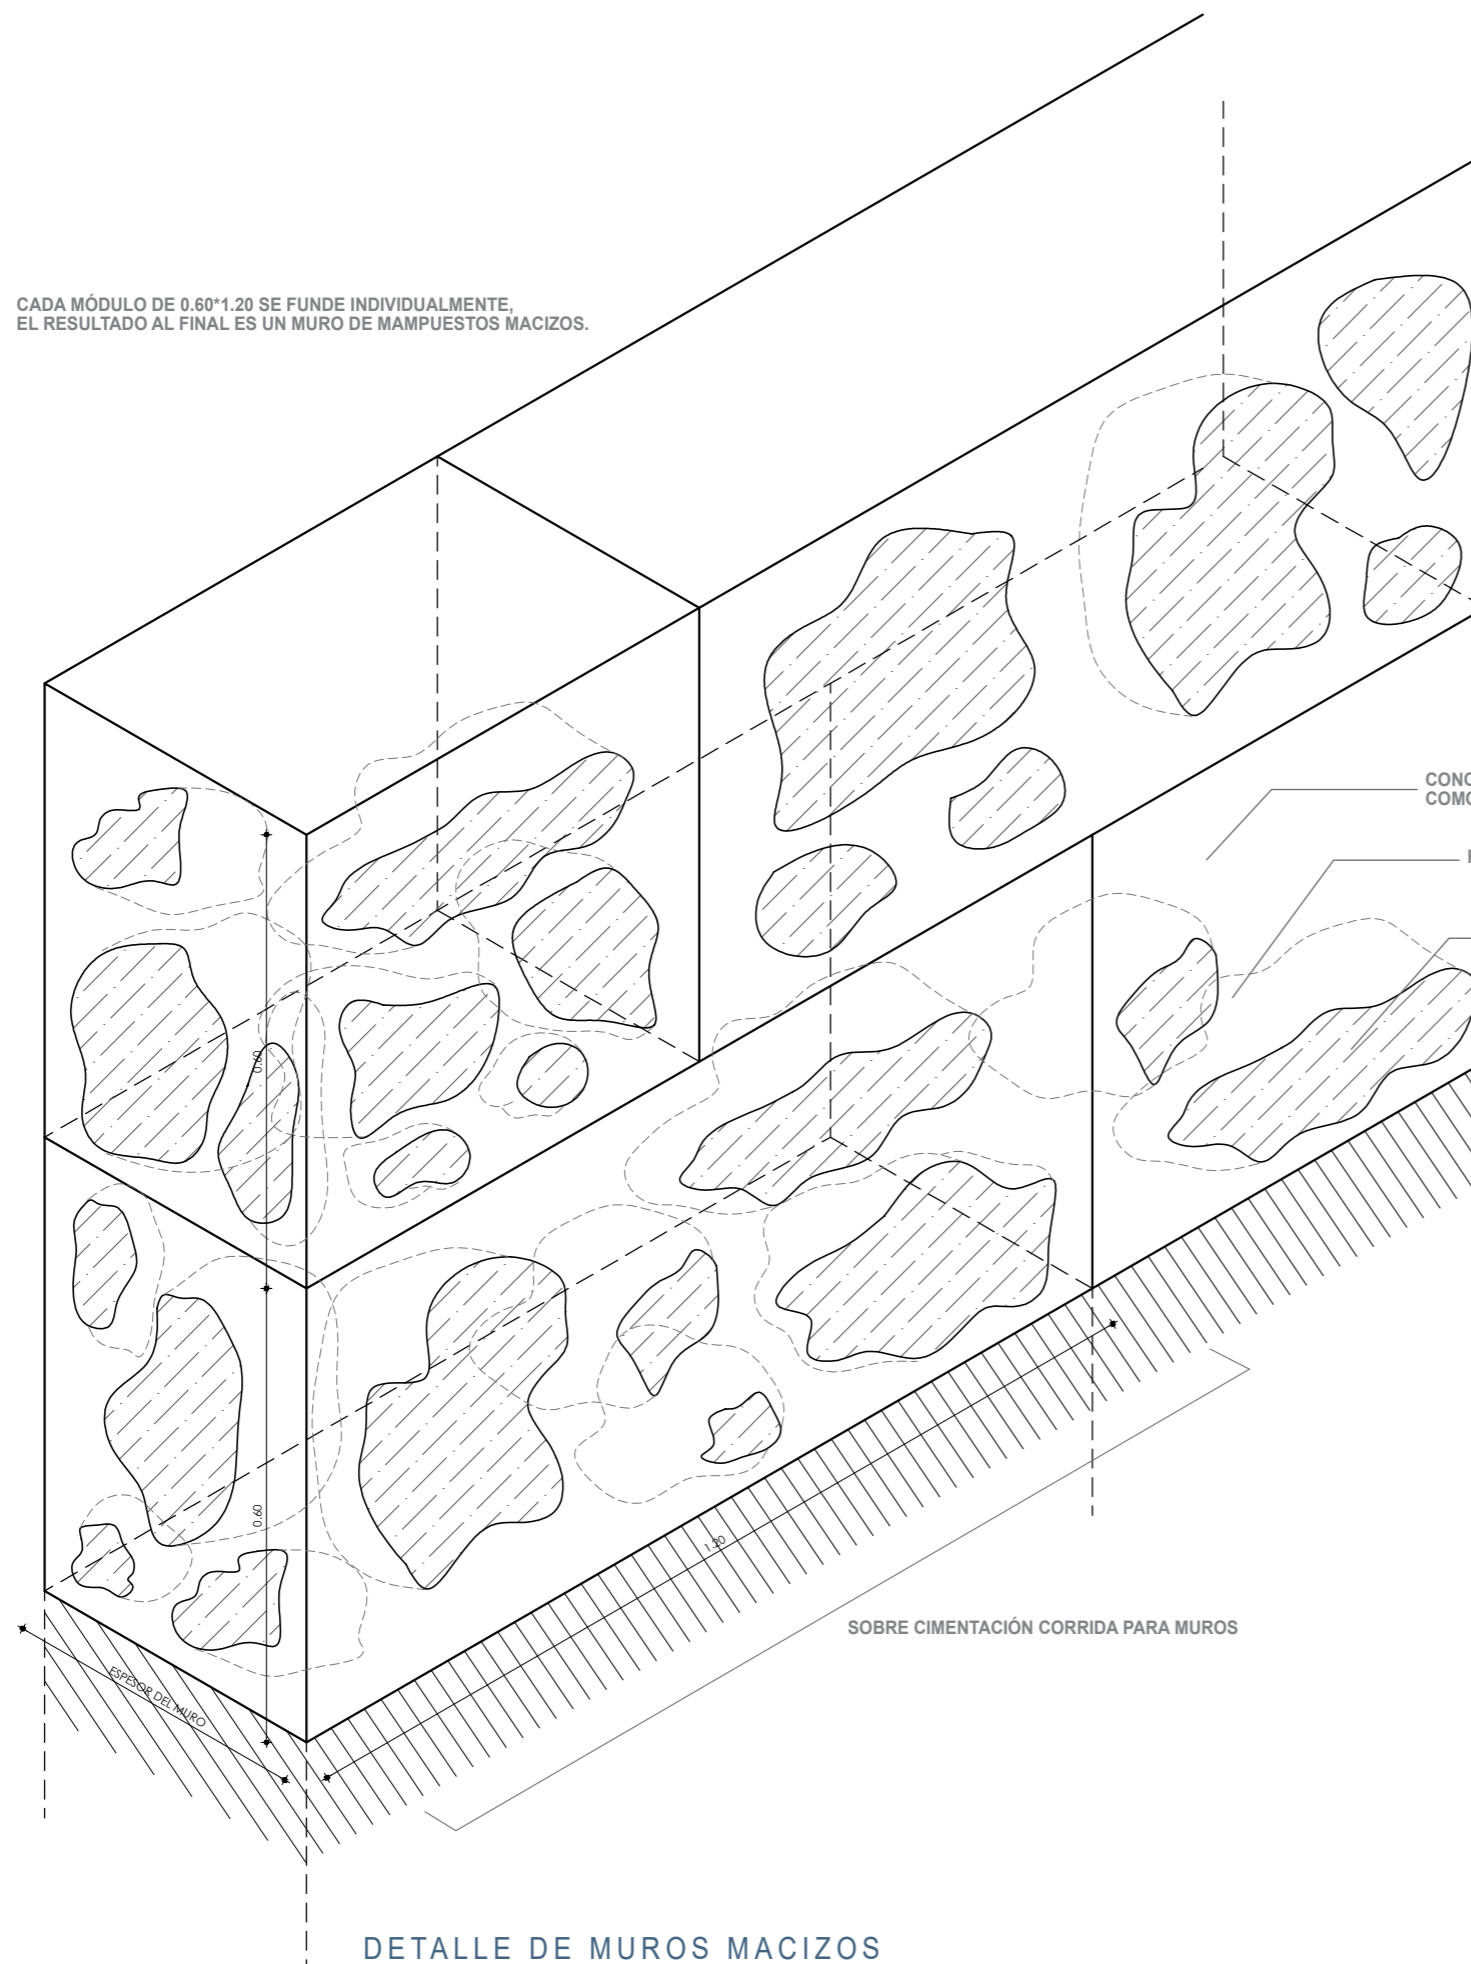 CADA MÓDULO DE 0.60*1.20 SE FUNDE INDIVIDUALMENTE,
EL RESULTADO AL FINAL ES UN MURO DE MAMPUESTOS MACIZOS.
COMO
0.60
0.60
1.20
SOBRE CIMENTACIÓN CORRIDA PARA MUROS
ESPESOR DEL MURO
DETALLE DE MUROS MACIZOS